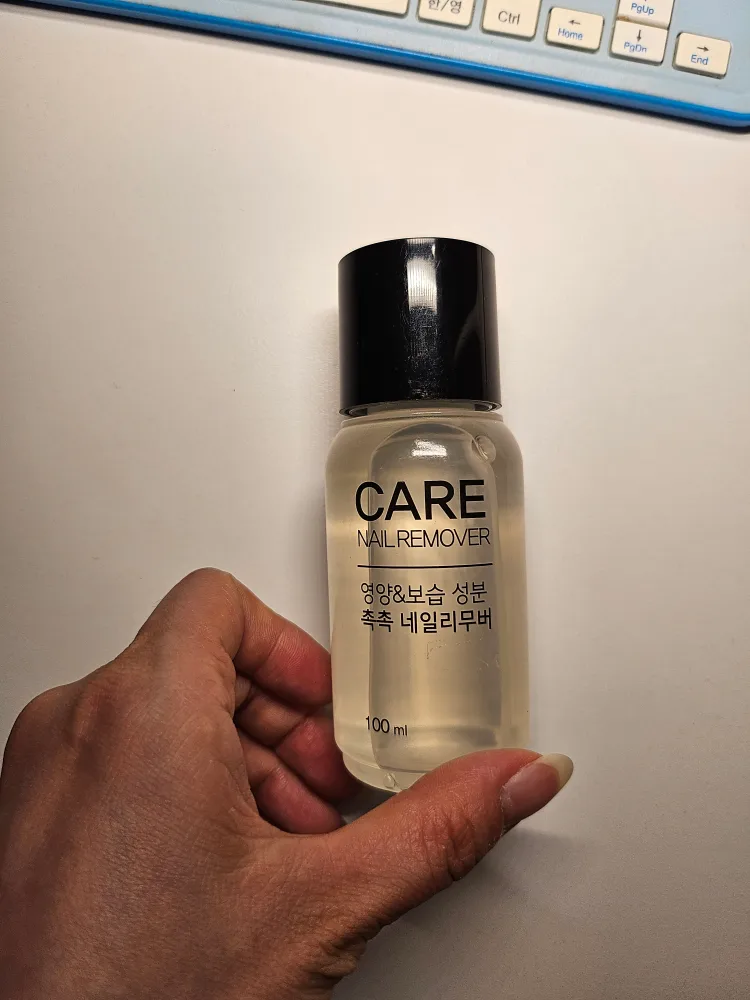 한/영
Ctrl
←
Home
PgUp
↓
PgDn
→
End
CARE
NAIL REMOVER
영양&보습 성분
촉촉 네일리무버
100 ml